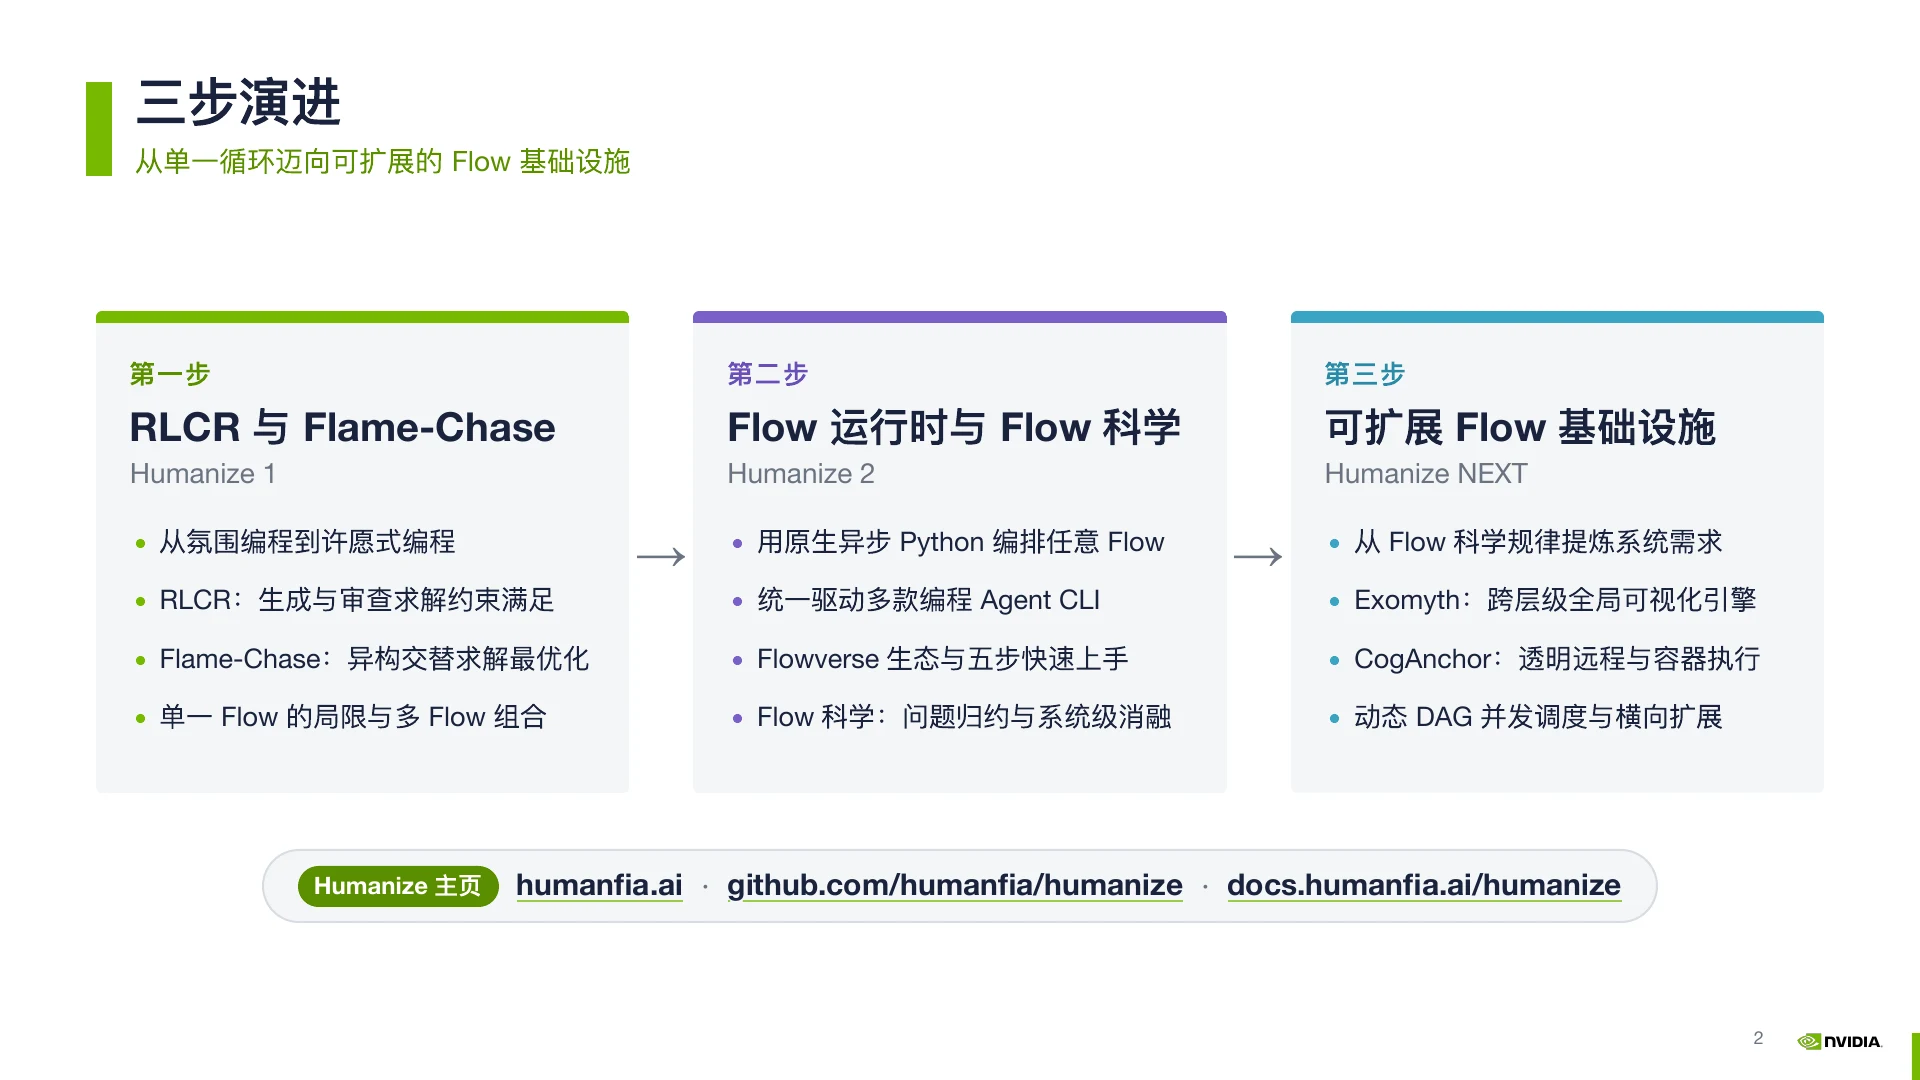 三步演进
从单一循环迈向可扩展的 Flow 基础设施
第一步
RLCR 与 Flame-Chase
Humanize 1
• 从氛围编程到许愿式编程
• RLCR：生成与审查求解约束满足
• Flame-Chase：异构交替求解最优化
• 单一 Flow 的局限与多 Flow 组合
→
第二步
Flow 运行时与 Flow 科学
Humanize 2
• 用原生异步 Python 编排任意 Flow
• 统一驱动多款编程 Agent CLI
• Flowverse 生态与五步快速上手
• Flow 科学：问题归约与系统级消融
→
第三步
可扩展 Flow 基础设施
Humanize NEXT
• 从 Flow 科学规律提炼系统需求
• Exomyth：跨层级全局可视化引擎
• CogAnchor：透明远程与容器执行
• 动态 DAG 并发调度与横向扩展
Humanize 主页 humanfia.ai · github.com/humanfia/humanize · docs.humanfia.ai/humanize
2
NVIDIA